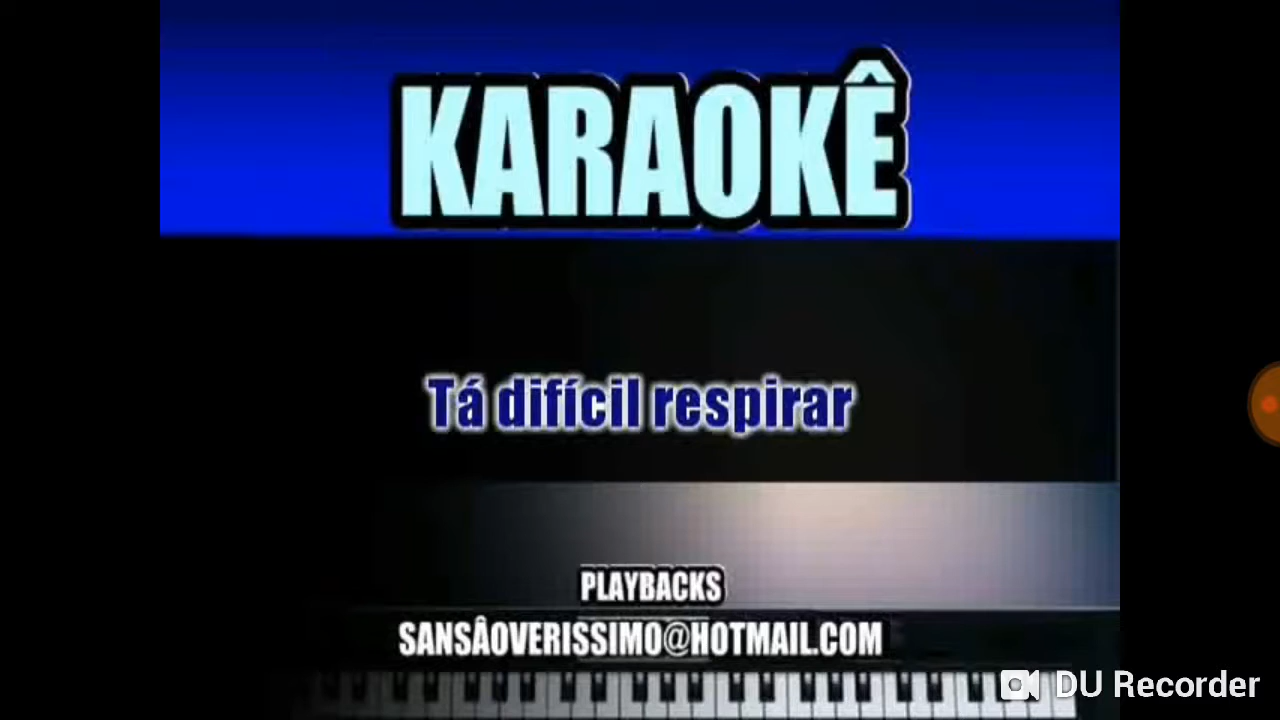 KARAOKÊ
Tá difícil respirar
PLAYBACKS
SANSÂOVERISSIMO@HOTMAIL.COM
DU Recorder